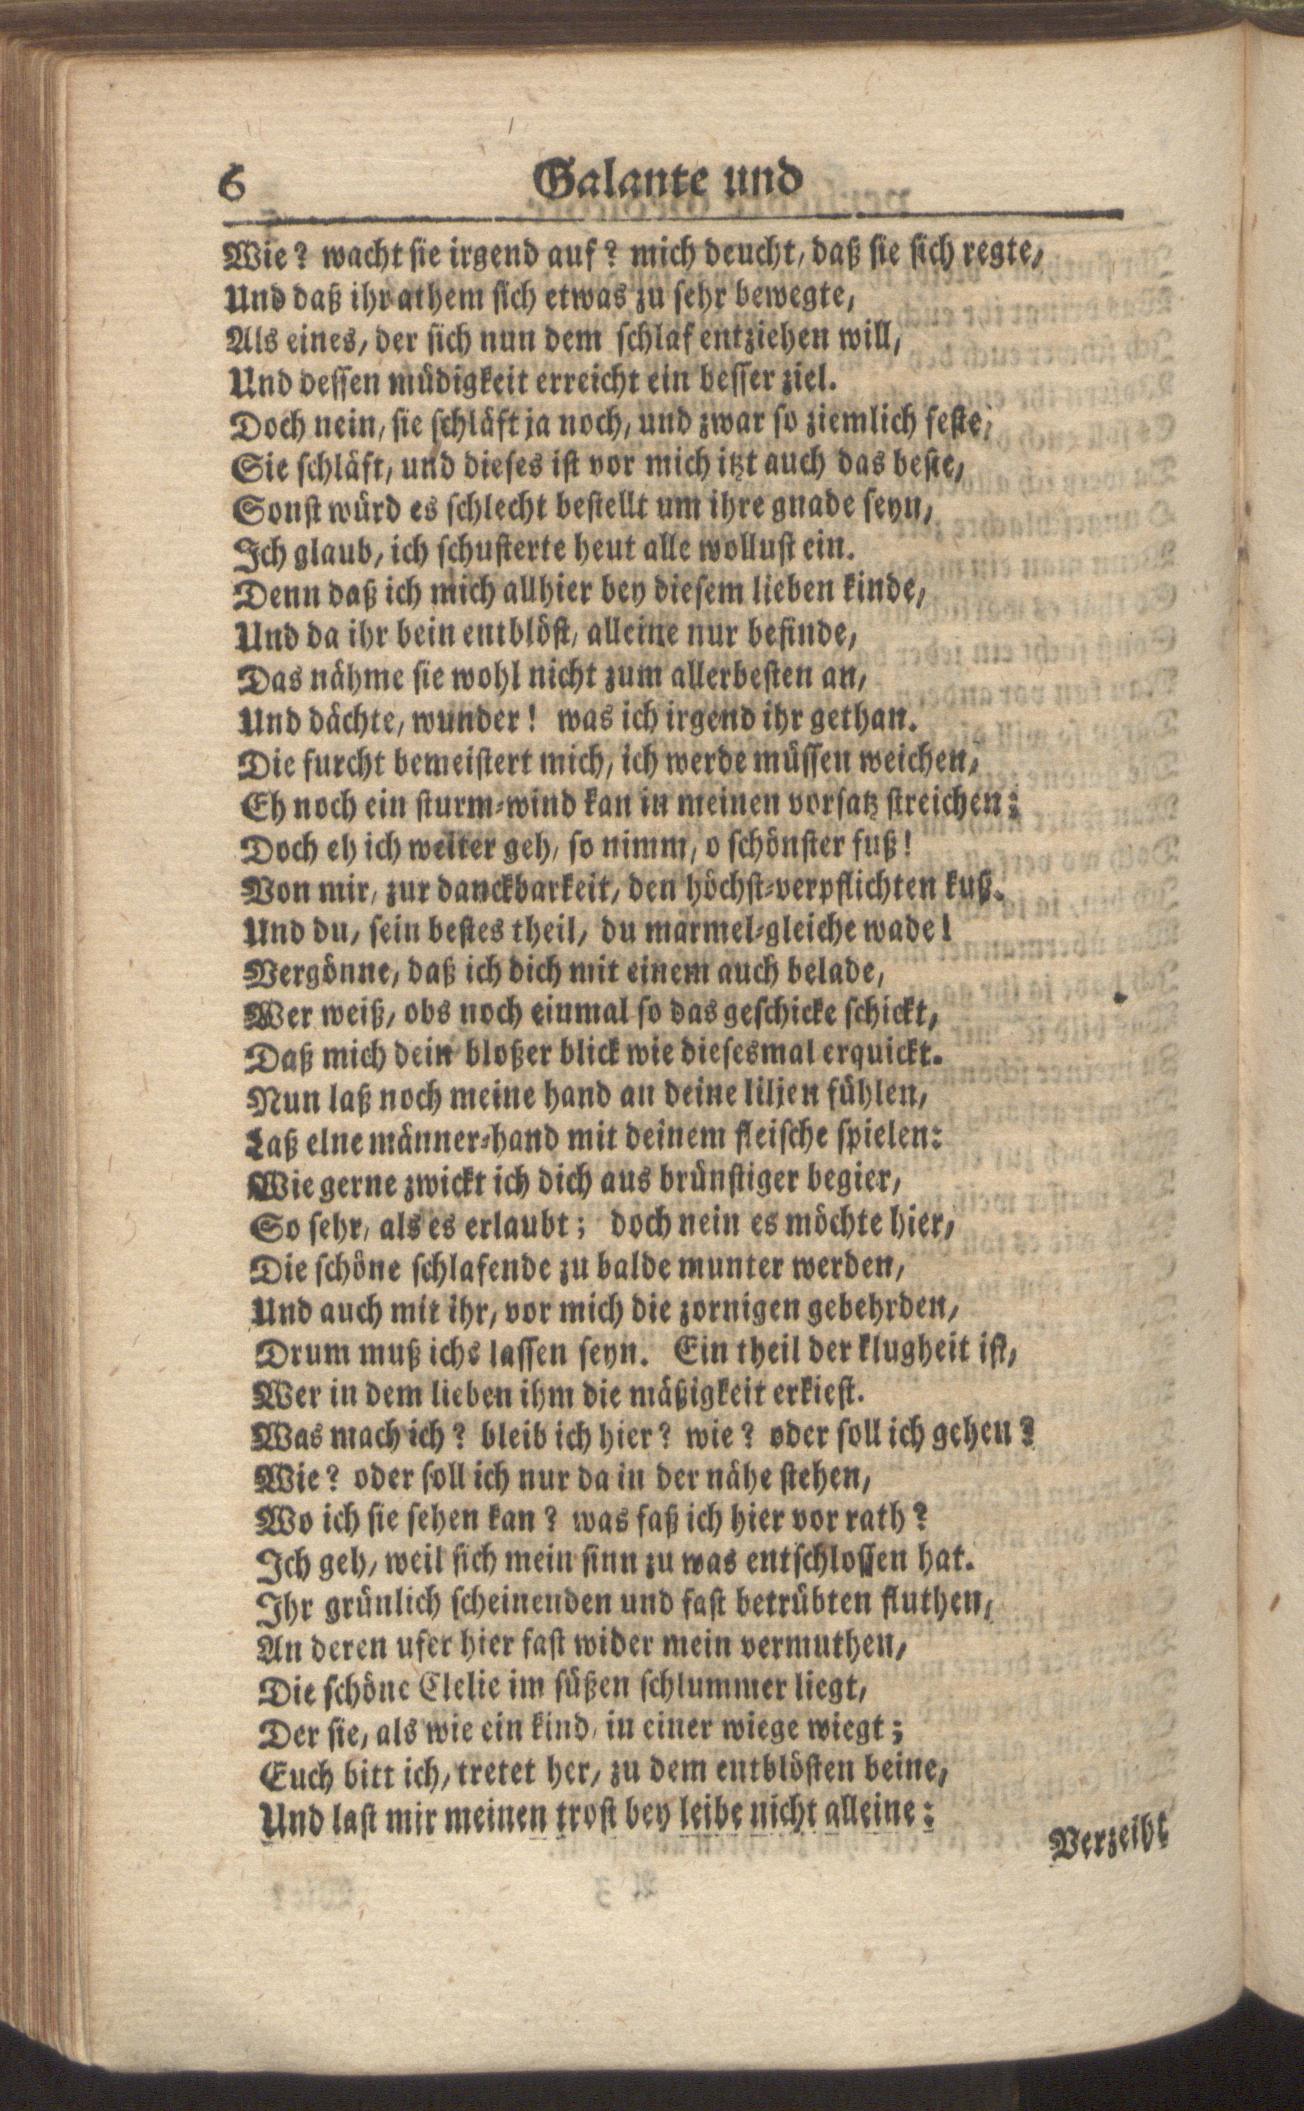 6 Galante und
Wie? wacht sie irgend auf? mich deucht, daß sie sich regte,
Und daß ihr athem sich etwas zu sehr bewegte,
Als eines, der sich nun dem schlaf entziehen will,
Und dessen müdigkeit erreicht ein besser ziel.
Doch nein, sie schläft ja noch, und zwar so ziemlich feste;
Sie schläft, und dieses ist vor mich itzt auch das beste,
Sonst würd es schlecht bestellt um ihre gnade seyn,
Ich glaub, ich schusterte heut alle wollust ein.
Denn daß ich mich allhier bey diesem lieben kinde,
Und da ihr bein entblöst, alleine nur befinde,
Das nähme sie wohl nicht zum allerbesten an,
Und dächte, wunder! was ich irgend ihr gethan.
Die furcht bemeistert mich, ich werde müssen weichen,
Eh noch ein sturm-wind kan in meinen vorsatz streichen:
Doch eh ich weiter geh, so nimm, o schönster fuß!
Von mir, zur danckbarkeit, den höchst-verpflichten kuß.
Und du, sein bestes theil, du marmel-gleiche wade!
Vergönne, daß ich dich mit einem auch belade,
Wer weiß, obs noch einmal so das geschicke schickt,
Daß mich dein bloßer blick wie diesesmal erquickt.
Nun laß noch meine hand an deine liljen fühlen,
Laß eine männer-hand mit deinem fleische spielen:
Wie gerne zwickt ich dich aus brünstiger begier,
So sehr, als es erlaubt; doch nein es möchte hier,
Die schöne schlafende zu balde munter werden,
Und auch mit ihr, vor mich die zornigen gebehrden,
Drum muß ichs lassen seyn. Ein theil der klugheit ist,
Wer in dem lieben ihm die mäßigkeit erkiest.
Was mach ich? bleib ich hier? wie? oder soll ich gehen?
Wie? oder soll ich nur da in der nähe stehen,
Wo ich sie sehen kan? was faß ich hier vor rath?
Ich geh, weil sich mein sinn zu was entschlossen hat.
Ihr grünlich scheinenden und fast betrübten fluthen,
An deren ufer hier fast wider mein vermuthen,
Die schöne Clelie im süßen schlummer liegt,
Der sie, als wie ein kind, in einer wiege wiegt;
Euch bitt ich, tretet her, zu dem entblösten beine,
Und last mir meinen trost bey leibe nicht alleine:
Verzeiht